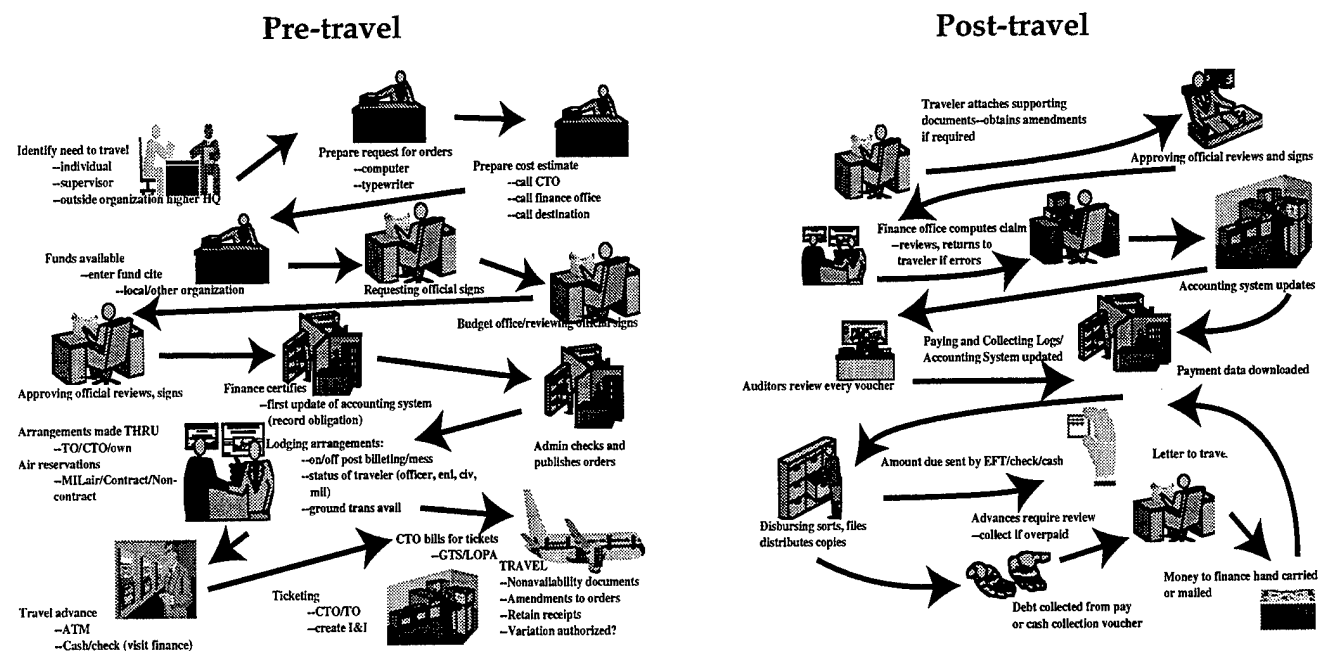 Pre-travel
Identify need to travel
--individual
--supervisor
--outside organization higher HQ
Prepare request for orders
--computer
--typewriter
Prepare cost estimate
--call CTO
--call finance office
--call destination
Funds available
--enter fund cite
--local/other organization
Requesting official signs
Budget office/reviewing official signs
Approving official reviews, signs
Finance certifies
--first update of accounting system
(record obligation)
Admin checks and
publishes orders
Arrangements made THRU
--TO/CTO/own
Air reservations
--MILair/Contract/Non-
contract
Lodging arrangements:
--on/off post billeting/mess
--status of traveler (officer, enl, civ,
mil)
--ground trans avail
Travel advance
--ATM
--Cash/check (visit finance)
CTO bills for tickets
--GTS/LOPA
Ticketing
--CTO/TO
--create I&I
TRAVEL
--Nonavailability documents
--Amendments to orders
--Retain receipts
--Variation authorized?
Post-travel
Traveler attaches supporting
documents--obtains amendments
if required
Approving official reviews and signs
Finance office computes claim
--reviews, returns to
traveler if errors
Accounting system updates
Auditors review every voucher
Paying and Collecting Logs/
Accounting System updated
Payment data downloaded
Disbursing sorts, files
distributes copies
Amount due sent by EFT/check/cash
Advances require review
--collect if overpaid
Letter to trave.
Debt collected from pay
or cash collection voucher
Money to finance hand carried
or mailed